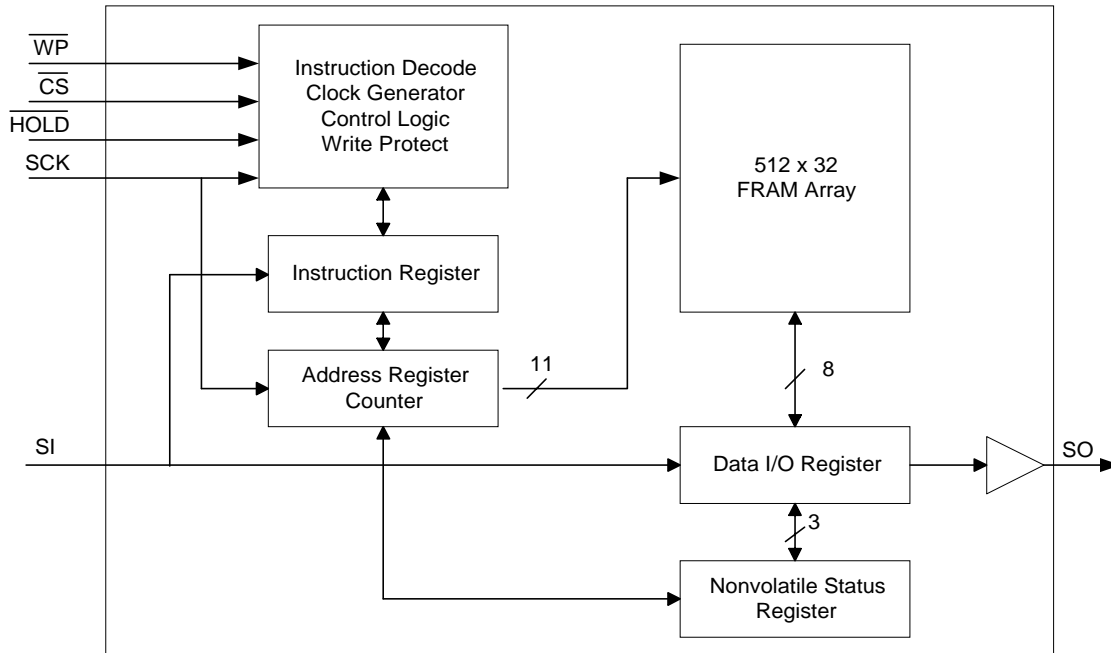 WP
CS
HOLD
SCK
Instruction Decode
Clock Generator
Control Logic
Write Protect
512 x 32
FRAM Array
Instruction Register
Address Register
Counter
11
8
SI
Data I/O Register
SO
3
Nonvolatile Status
Register